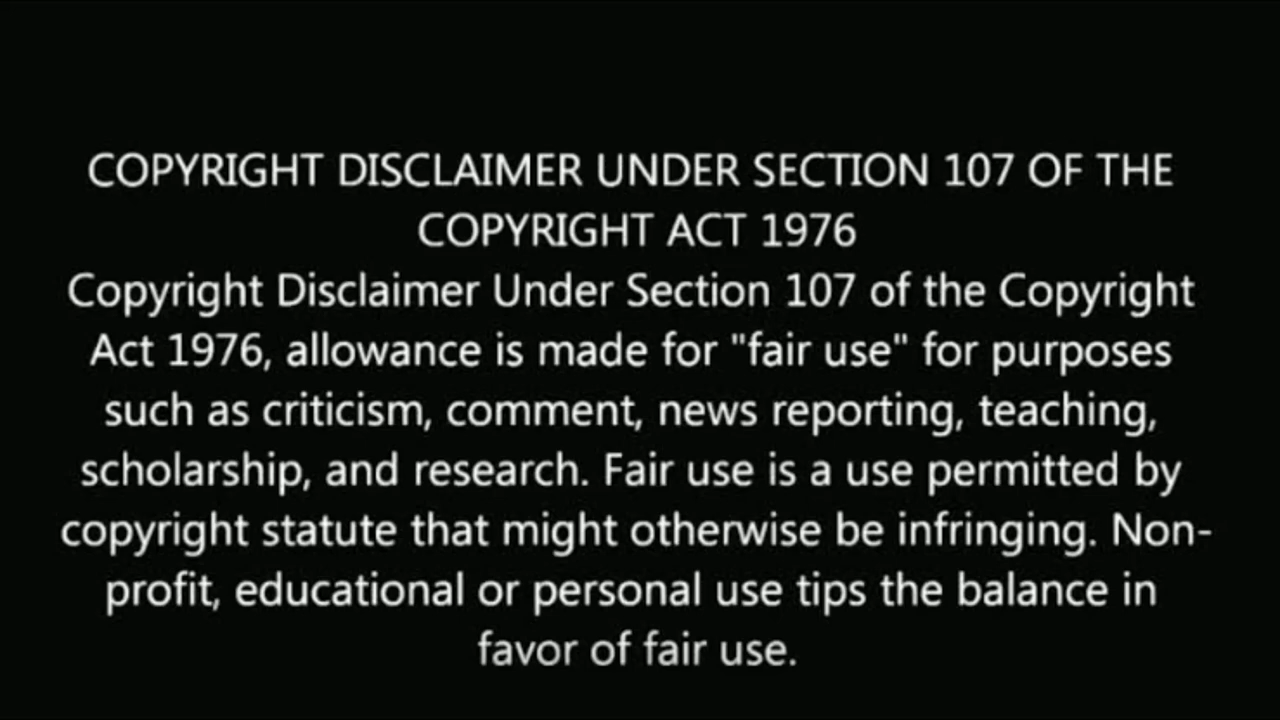 COPYRIGHT DISCLAIMER UNDER SECTION 107 OF THE
COPYRIGHT ACT 1976
Copyright Disclaimer Under Section 107 of the Copyright
Act 1976, allowance is made for "fair use" for purposes
such as criticism, comment, news reporting, teaching,
scholarship, and research. Fair use is a use permitted by
copyright statute that might otherwise be infringing. Non-
profit, educational or personal use tips the balance in
favor of fair use.